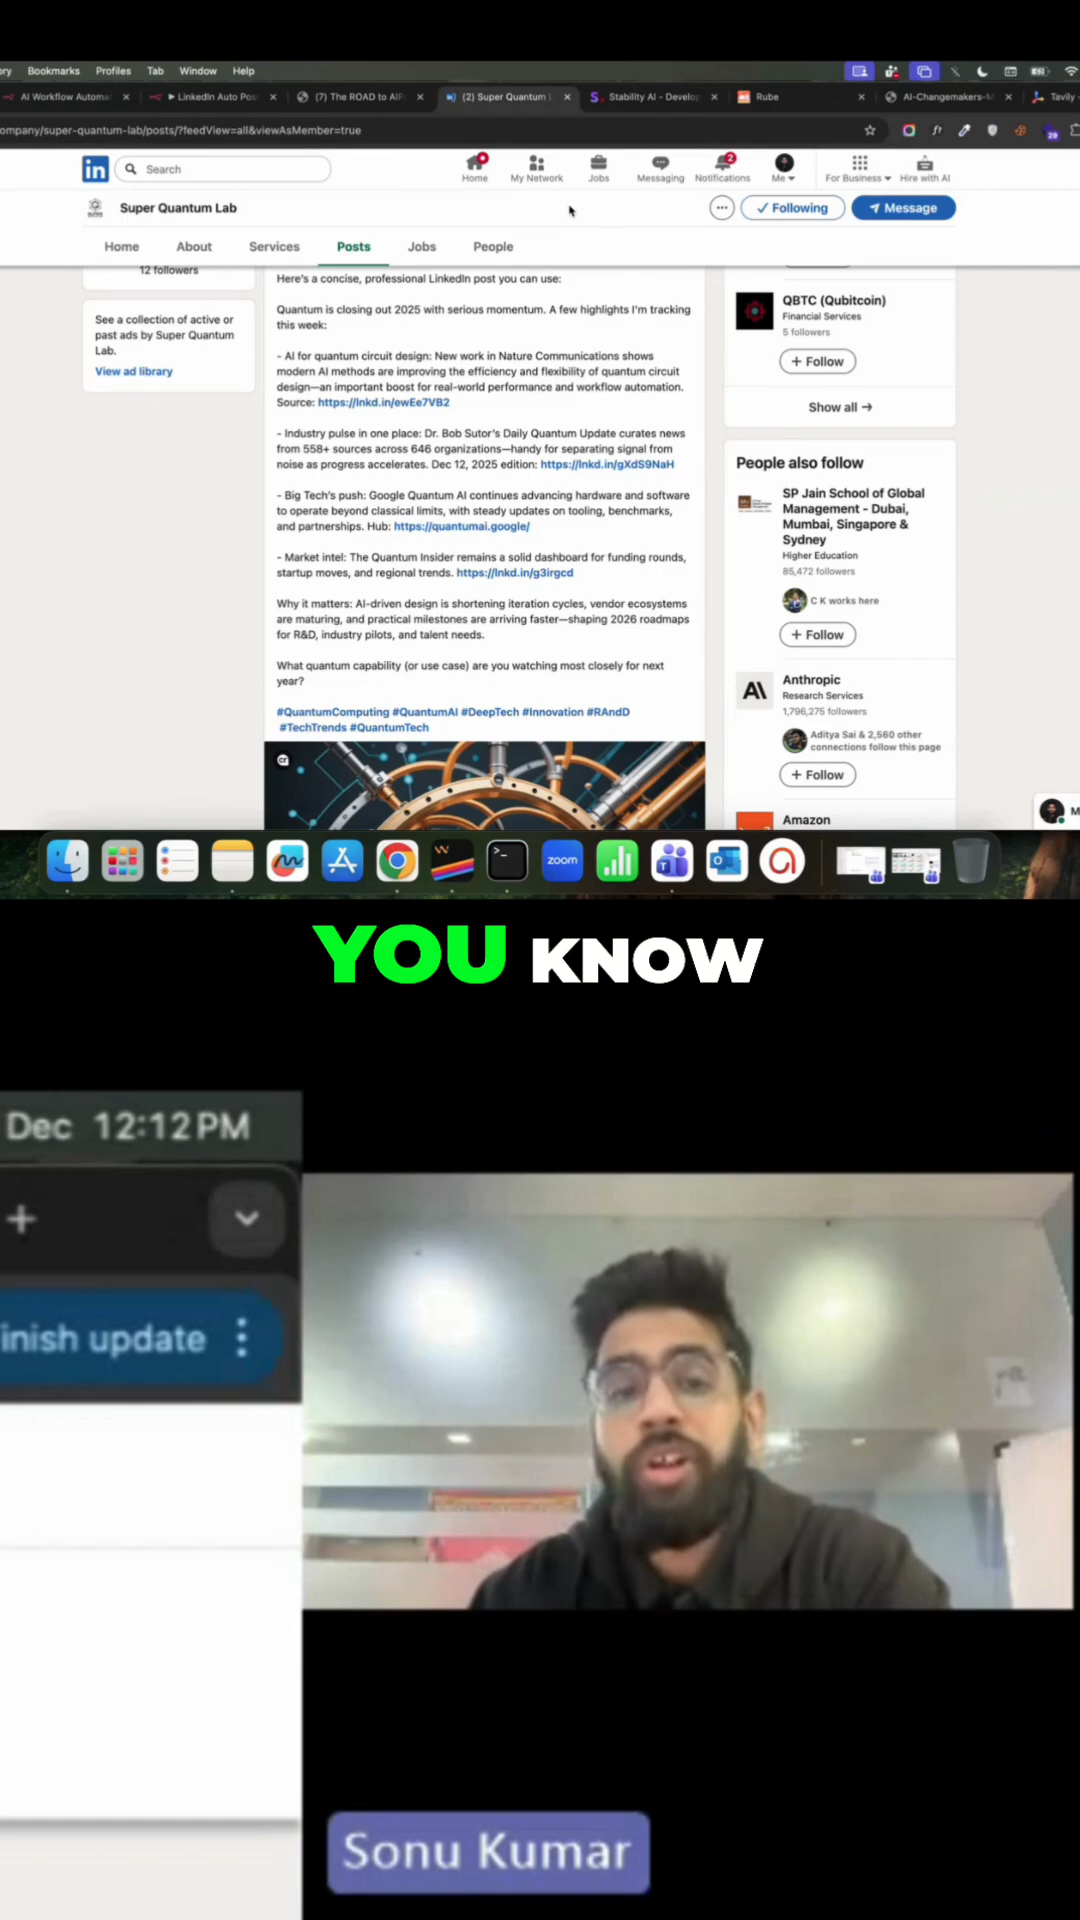 ory Bookmarks Profiles Tab Window Help
AI Workflow Automa × LinkedIn Auto Pos × (7) The ROAD to AIP × (2) Super Quantum L × Stability AI - Develop × Rube × AI-Changemakers-M × Tavily
ompany/super-quantum-lab/posts/?feedView=all&viewAsMember=true
29
in Search
Home My Network Jobs Messaging Notifications Me For Business Hire with AI
2
Super Quantum Lab
Following Message
Home About Services Posts Jobs People
12 followers
See a collection of active or
past ads by Super Quantum
Lab.
View ad library
Here's a concise, professional LinkedIn post you can use:
Quantum is closing out 2025 with serious momentum. A few highlights I'm tracking
this week:
- AI for quantum circuit design: New work in Nature Communications shows
modern AI methods are improving the efficiency and flexibility of quantum circuit
design—an important boost for real-world performance and workflow automation.
Source: https://lnkd.in/ewEe7VB2
- Industry pulse in one place: Dr. Bob Sutor's Daily Quantum Update curates news
from 558+ sources across 646 organizations—handy for separating signal from
noise as progress accelerates. Dec 12, 2025 edition: https://lnkd.in/gXdS9NaH
- Big Tech's push: Google Quantum AI continues advancing hardware and software
to operate beyond classical limits, with steady updates on tooling, benchmarks,
and partnerships. Hub: https://quantumai.google/
- Market intel: The Quantum Insider remains a solid dashboard for funding rounds,
startup moves, and regional trends. https://lnkd.in/g3irgcd
Why it matters: AI-driven design is shortening iteration cycles, vendor ecosystems
are maturing, and practical milestones are arriving faster—shaping 2026 roadmaps
for R&D, industry pilots, and talent needs.
What quantum capability (or use case) are you watching most closely for next
year?
#QuantumComputing #QuantumAI #DeepTech #Innovation #RAndD
#TechTrends #QuantumTech
QBTC (Qubitcoin)
Financial Services
5 followers
+ Follow
Show all →
People also follow
SP Jain School of Global
Management - Dubai,
Mumbai, Singapore &
Sydney
Higher Education
85,472 followers
C K works here
+ Follow
Anthropic
Research Services
1,796,275 followers
Aditya Sai & 2,560 other
connections follow this page
+ Follow
Amazon
M
zoom
YOU KNOW
Dec 12:12 PM
inish update
Sonu Kumar